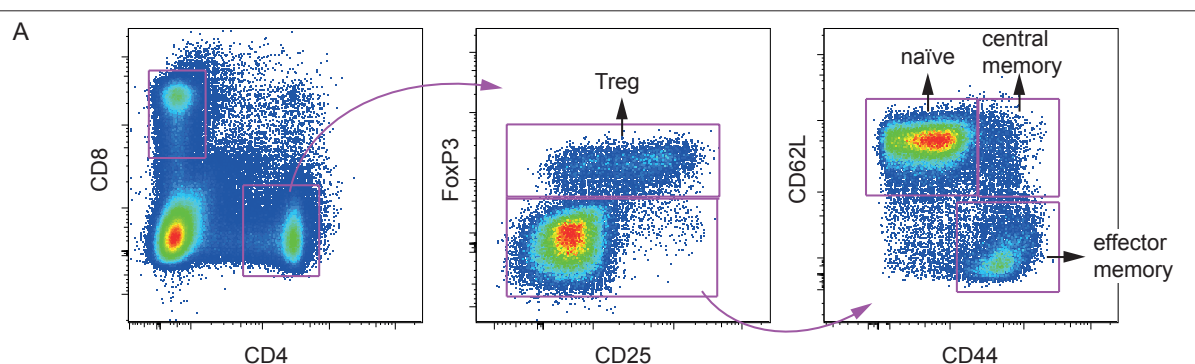 A
CD8
CD4
Treg
FoxP3
CD25
naïve
central
memory
CD62L
effector
memory
CD44